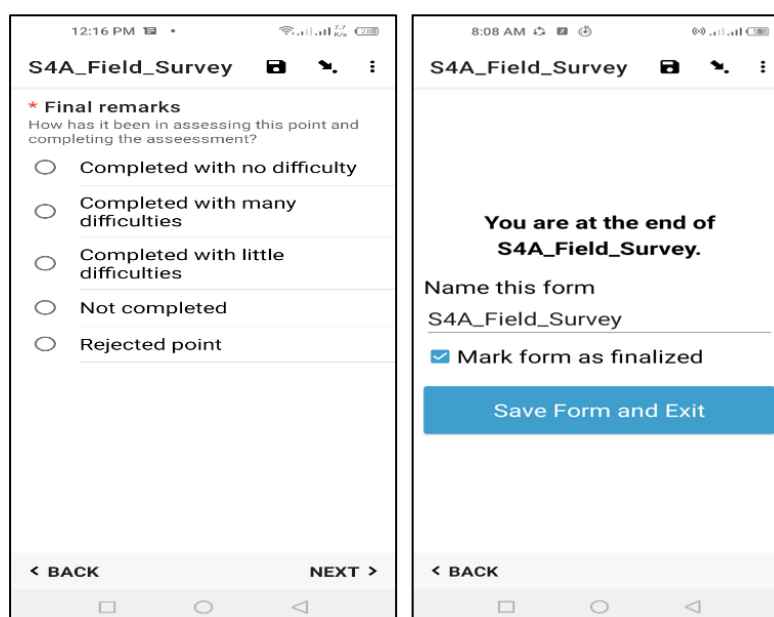 12:16 PM
7.7 K/s
S4A_Field_Survey
* Final remarks
How has it been in assessing this point and
completing the asseessment?
Completed with no difficulty
Completed with many
difficulties
Completed with little
difficulties
Not completed
Rejected point
< BACK
NEXT >
8:08 AM
S4A_Field_Survey
You are at the end of
S4A_Field_Survey.
Name this form
S4A_Field_Survey
Mark form as finalized
Save Form and Exit
< BACK